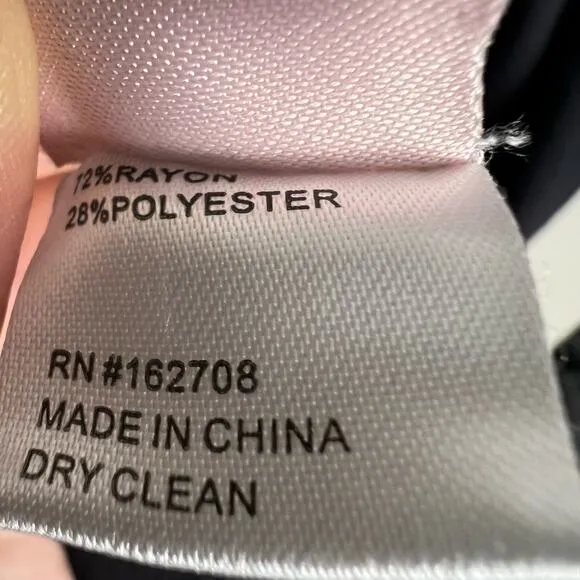 72%RAYON
28%POLYESTER
RN #162708
MADE IN CHINA
DRY CLEAN